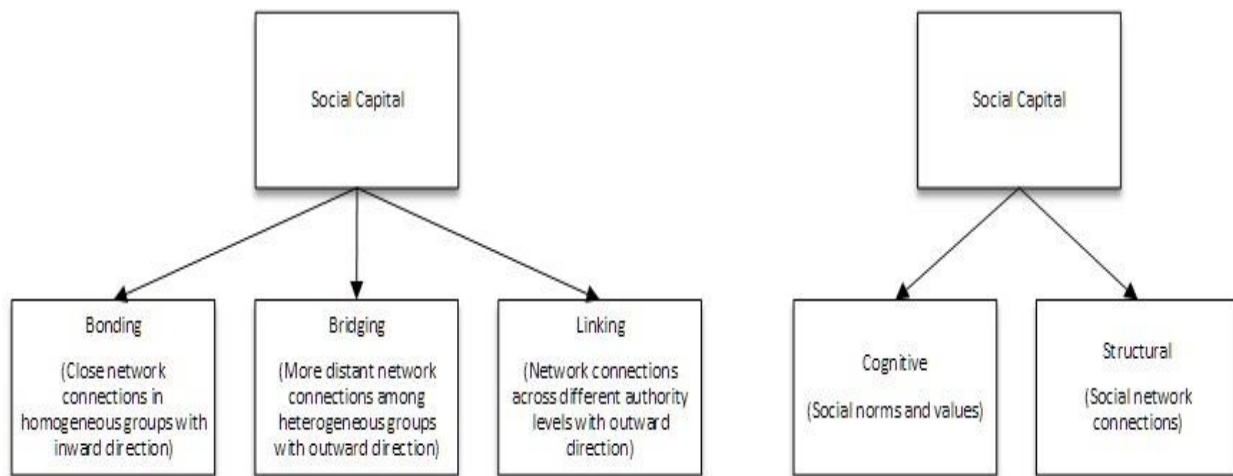 Social Capital
Bonding
(Close network
connections in
homogeneous groups with
inward direction)
Bridging
(More distant network
connections among
heterogeneous groups
with outward direction)
Linking
(Network connections
across different authority
levels with outward
direction)
Social Capital
Cognitive
(Social norms and values)
Structural
(Social network
connections)